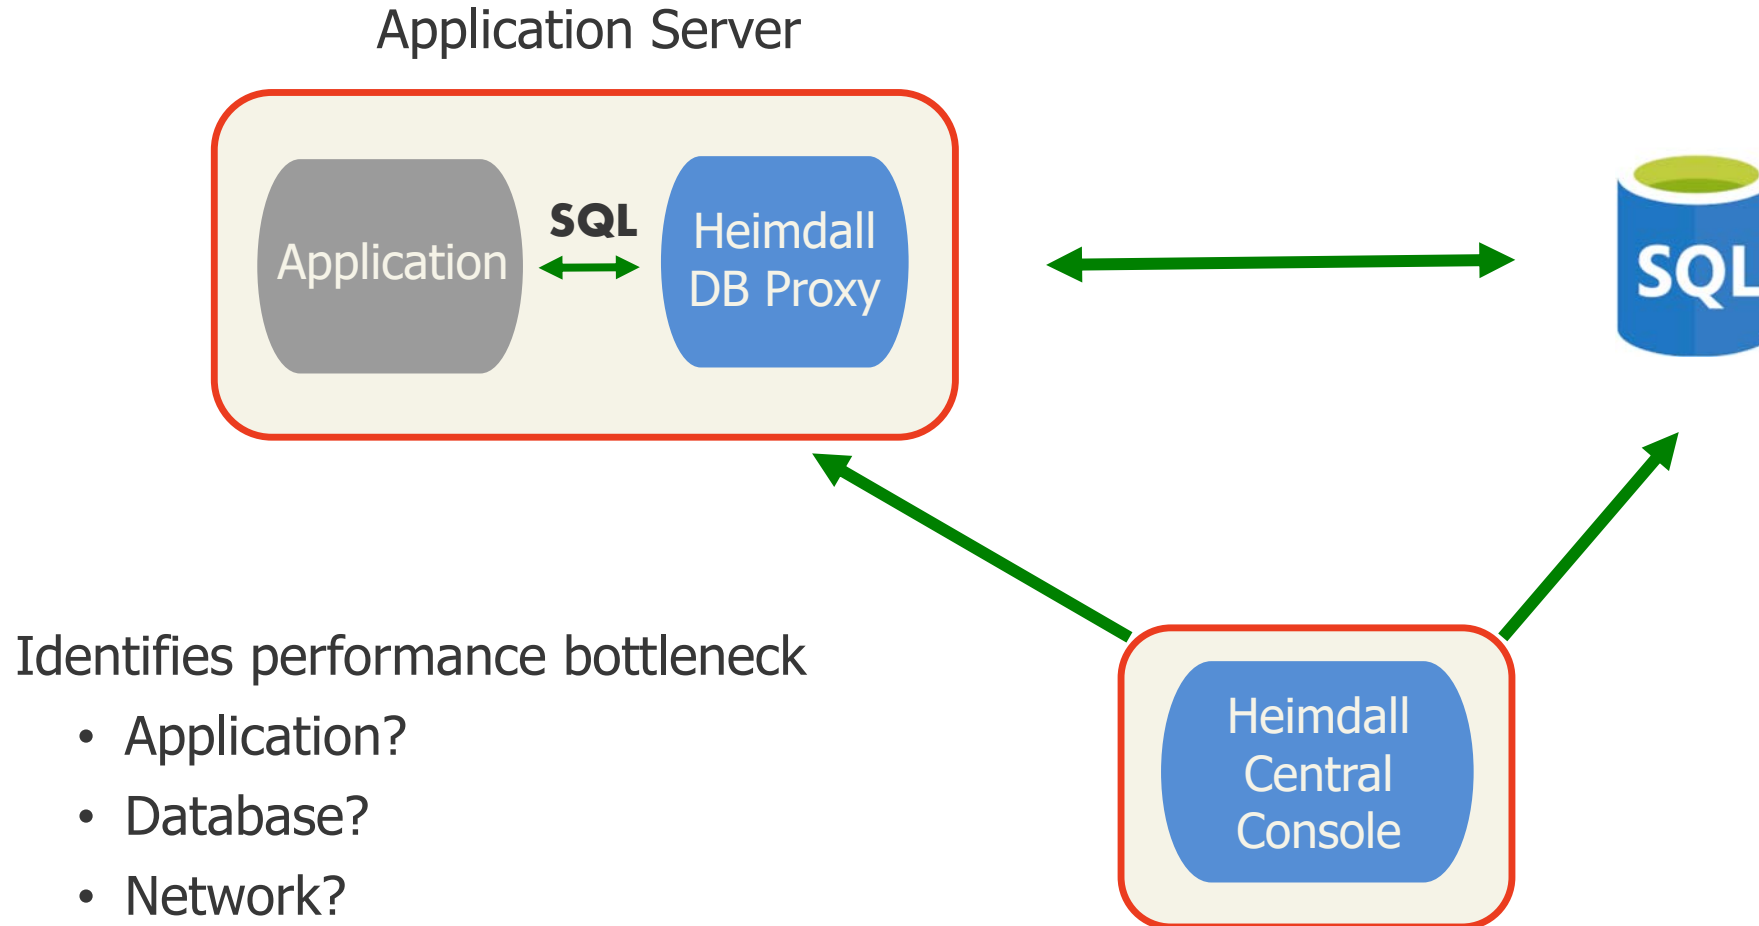 Application Server
Application
SQL
Heimdall
DB Proxy
SQL
Identifies performance bottleneck
• Application?
• Database?
• Network?
Heimdall
Central
Console